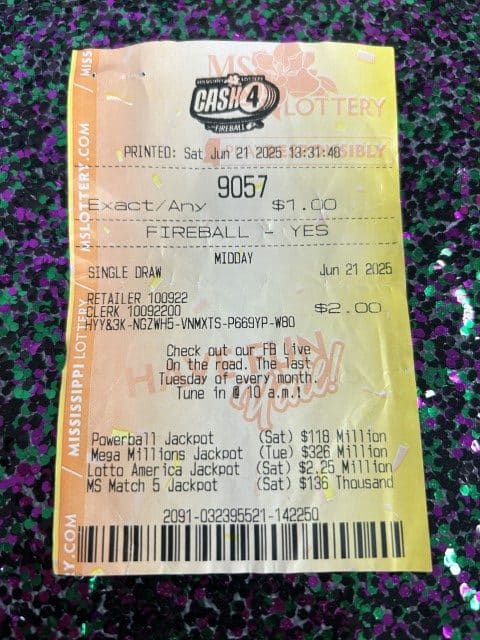 MS
LOTTERY
MISSISSIPPI LOTTERY
CASH 4
FIREBALL
PRINTED: Sat Jun 21 2025 13:31:48
9057
Exact/Any $1.00
FIREBALL - YES
MIDDAY
SINGLE DRAW Jun 21 2025
RETAILER 100922
CLERK 10092200 $2.00
HYY&3K-NGZWH5-VNMXTS-P669YP-W80
Check out our FB Live
On the road. The last
Tuesday of every month.
Tune in @ 10 a.m.!
Powerball Jackpot (Sat) $118 Million
Mega Millions Jackpot (Tue) $326 Million
Lotto America Jackpot (Sat) $2.25 Million
MS Match 5 Jackpot (Sat) $136 Thousand
2091-032395521-142250
MISS
MSLOTTERY.COM
MISSISSIPPI LOTTERY
Y.COM